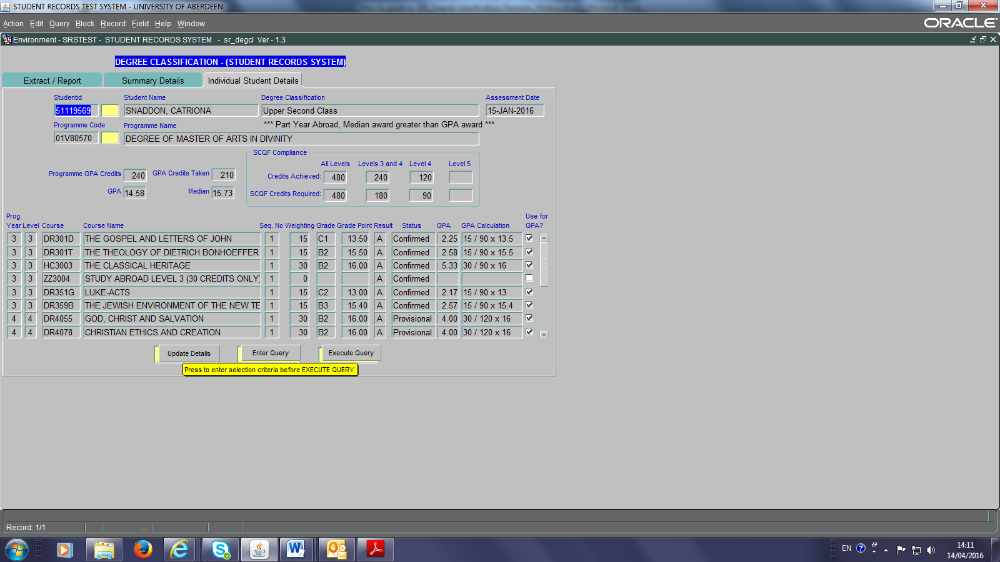 STUDENT RECORDS TEST SYSTEM - UNIVERSITY OF ABERDEEN
Action Edit Query Block Record Field Help Window
ORACLE
Environment - SRSTEST - STUDENT RECORDS SYSTEM - sr_degcl Ver - 1.3
DEGREE CLASSIFICATION - (STUDENT RECORDS SYSTEM)
Extract / Report Summary Details Individual Student Details
Studentid Student Name Degree Classification Assessment Date
51119569 SNADDON, CATRIONA Upper Second Class 15-JAN-2016
Programme Code Programme Name *** Part Year Abroad, Median award greater than GPA award ***
01V80570 DEGREE OF MASTER OF ARTS IN DIVINITY
SCQF Compliance
All Levels Levels 3 and 4 Level 4 Level 5
Programme GPA Credits 240 GPA Credits Taken 210 Credits Achieved: 480 240 120
GPA 14.58 Median 15.73 SCQF Credits Required: 480 180 90
Prog. Use for
Year Level Course Course Name Seq. No Weighting Grade Grade Point Result Status GPA GPA Calculation GPA?
3 3 DR301D THE GOSPEL AND LETTERS OF JOHN 1 15 C1 13.50 A Confirmed 2.25 15 / 90 x 13.5
3 3 DR301T THE THEOLOGY OF DIETRICH BONHOEFFER 1 15 B2 15.50 A Confirmed 2.58 15 / 90 x 15.5
3 3 HC3003 THE CLASSICAL HERITAGE 1 30 B2 16.00 A Confirmed 5.33 30 / 90 x 16
3 3 ZZ3004 STUDY ABROAD LEVEL 3 (30 CREDITS ONLY) 1 0 A Confirmed
3 3 DR351G LUKE-ACTS 1 15 C2 13.00 A Confirmed 2.17 15 / 90 x 13
3 3 DR359B THE JEWISH ENVIRONMENT OF THE NEW TE 1 15 B3 15.40 A Confirmed 2.57 15 / 90 x 15.4
4 4 DR4055 GOD, CHRIST AND SALVATION 1 30 B2 16.00 A Provisional 4.00 30 / 120 x 16
4 4 DR4078 CHRISTIAN ETHICS AND CREATION 1 30 B2 16.00 A Provisional 4.00 30 / 120 x 16
Update Details Enter Query Execute Query
Press to enter selection criteria before EXECUTE QUERY
Record: 1/1 ...
EN 14:11
14/04/2016